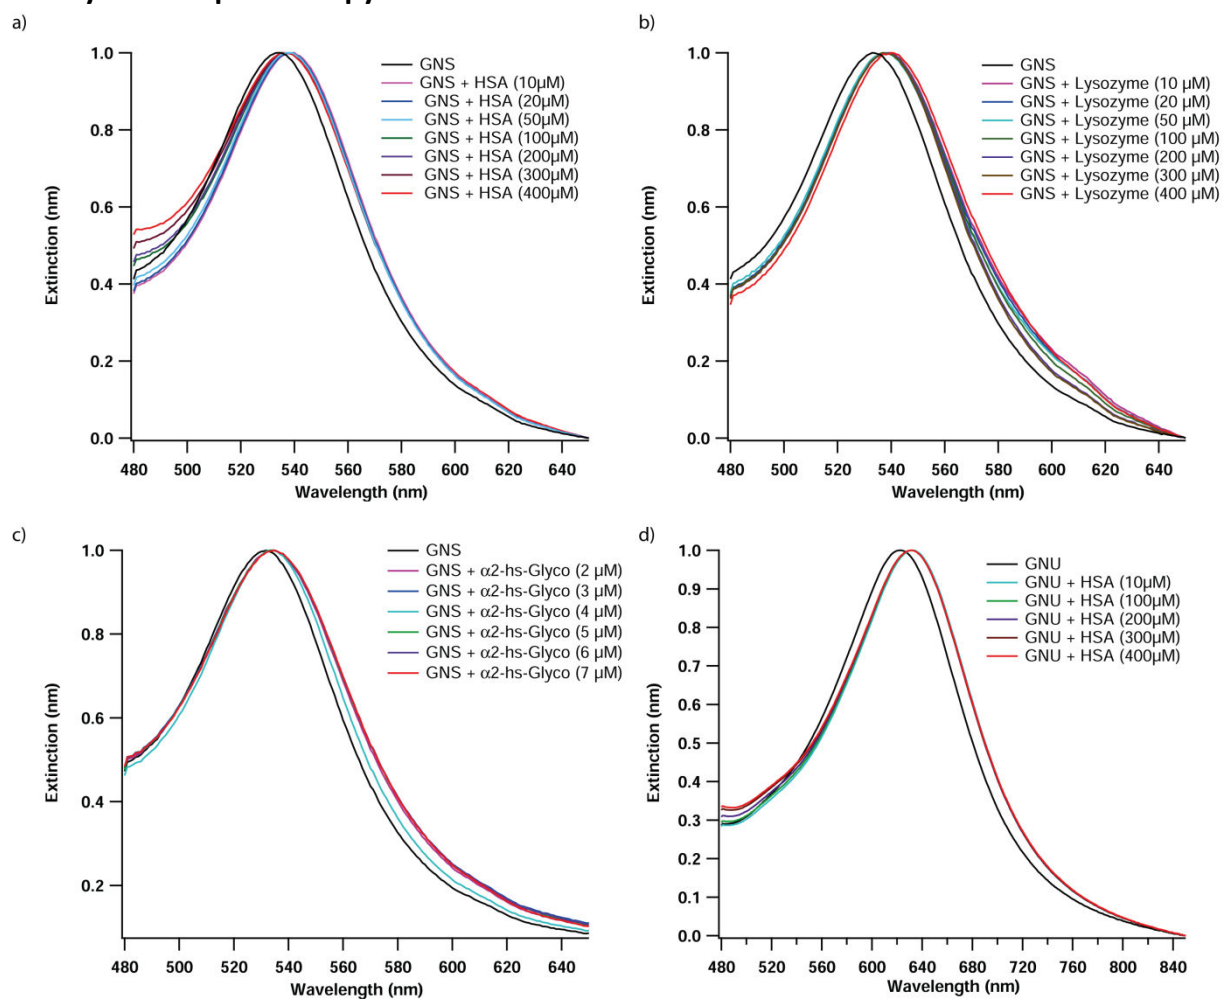 a)
1.0
0.8
0.6
0.4
0.2
0.0
Extinction (nm)
480 500 520 540 560 580 600 620 640
Wavelength (nm)
GNS
GNS + HSA (10μM)
GNS + HSA (20μM)
GNS + HSA (50μM)
GNS + HSA (100μM)
GNS + HSA (200μM)
GNS + HSA (300μM)
GNS + HSA (400μM)
b)
1.0
0.8
0.6
0.4
0.2
0.0
Extinction (nm)
480 500 520 540 560 580 600 620 640
Wavelength (nm)
GNS
GNS + Lysozyme (10 μM)
GNS + Lysozyme (20 μM)
GNS + Lysozyme (50 μM)
GNS + Lysozyme (100 μM)
GNS + Lysozyme (200 μM)
GNS + Lysozyme (300 μM)
GNS + Lysozyme (400 μM)
c)
1.0
0.8
0.6
0.4
0.2
Extinction (nm)
480 500 520 540 560 580 600 620 640
Wavelength (nm)
GNS
GNS + α2-hs-Glyco (2 μM)
GNS + α2-hs-Glyco (3 μM)
GNS + α2-hs-Glyco (4 μM)
GNS + α2-hs-Glyco (5 μM)
GNS + α2-hs-Glyco (6 μM)
GNS + α2-hs-Glyco (7 μM)
d)
1.0
0.9
0.8
0.7
0.6
0.5
0.4
0.3
0.2
0.1
0.0
Extinction (nm)
480 520 560 600 640 680 720 760 800 840
Wavelength (nm)
GNU
GNU + HSA (10μM)
GNU + HSA (100μM)
GNU + HSA (200μM)
GNU + HSA (300μM)
GNU + HSA (400μM)